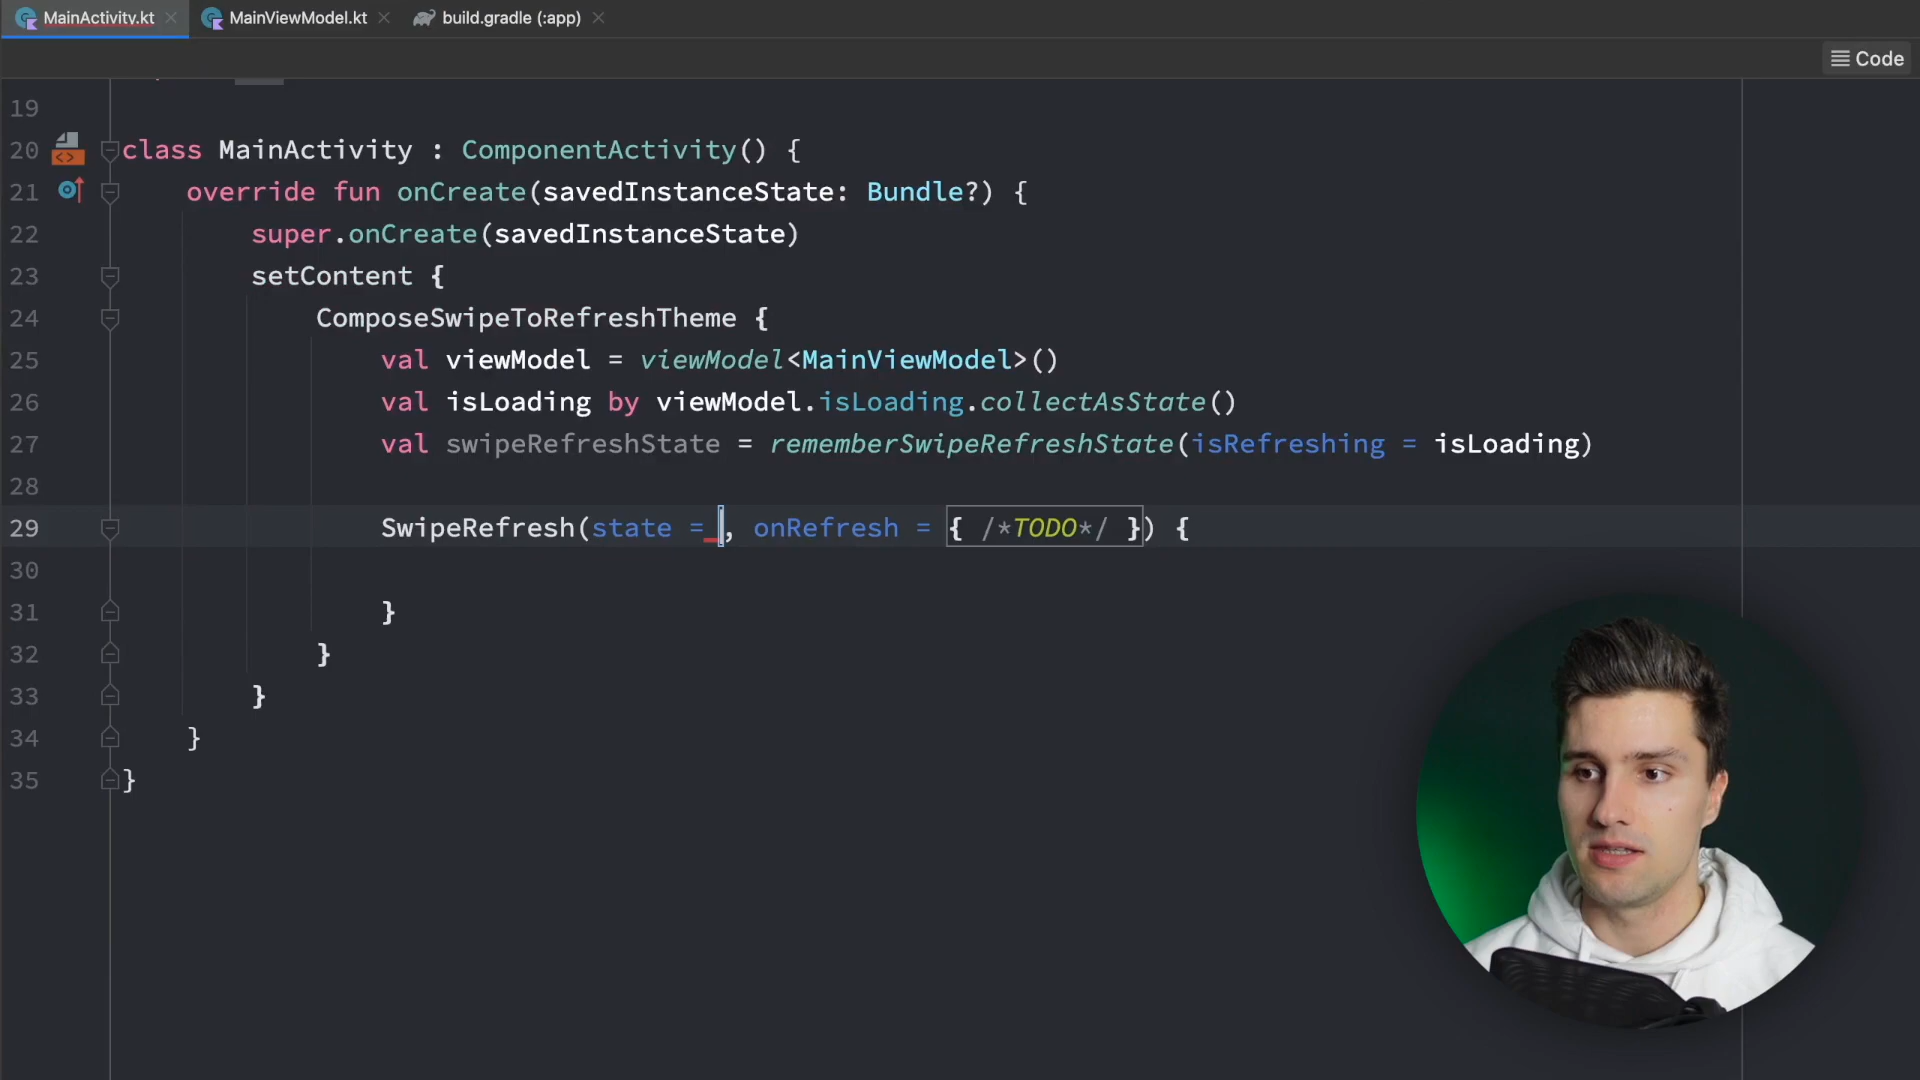 MainActivity.kt MainViewModel.kt build.gradle (:app)
Code
19
20 class MainActivity : ComponentActivity() {
21 override fun onCreate(savedInstanceState: Bundle?) {
22 super.onCreate(savedInstanceState)
23 setContent {
24 ComposeSwipeToRefreshTheme {
25 val viewModel = viewModel<MainViewModel>()
26 val isLoading by viewModel.isLoading.collectAsState()
27 val swipeRefreshState = rememberSwipeRefreshState(isRefreshing = isLoading)
28
29 SwipeRefresh(state = , onRefresh = { /*TODO*/ }) {
30
31 }
32 }
33 }
34 }
35 }